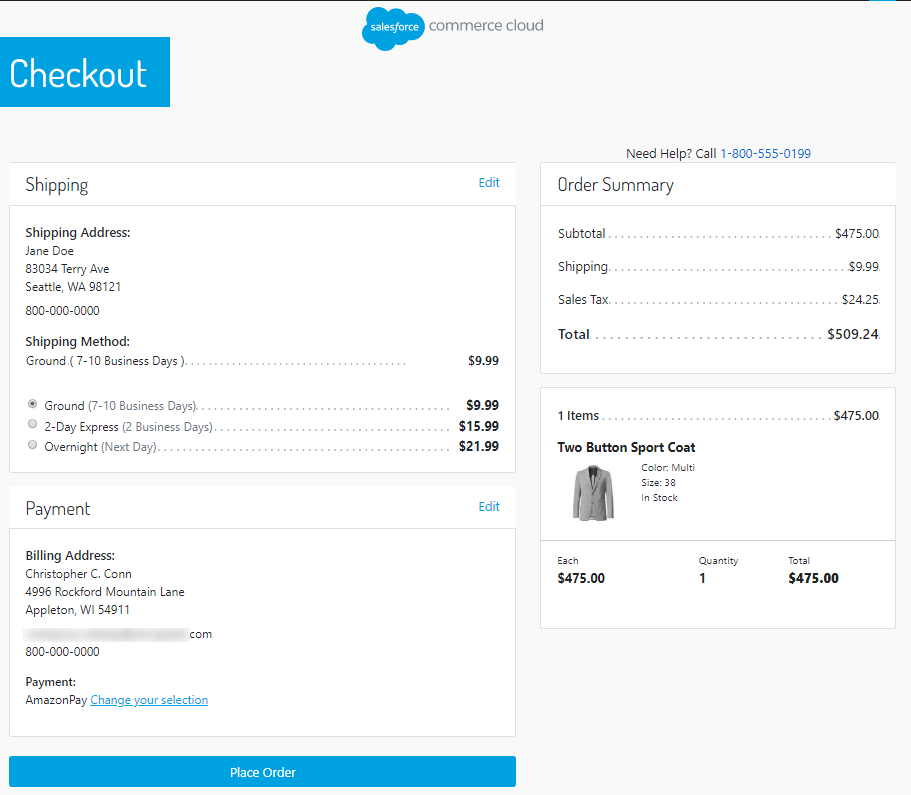 salesforce commerce cloud
Checkout
Need Help? Call 1-800-555-0199
Shipping Edit
Shipping Address:
Jane Doe
83034 Terry Ave
Seattle, WA 98121
800-000-0000
Shipping Method:
Ground ( 7-10 Business Days ) $9.99
Ground (7-10 Business Days) $9.99
2-Day Express (2 Business Days) $15.99
Overnight (Next Day) $21.99
Payment Edit
Billing Address:
Christopher C. Conn
4996 Rockford Mountain Lane
Appleton, WI 54911
com
800-000-0000
Payment:
AmazonPay Change your selection
Place Order
Order Summary
Subtotal $475.00
Shipping $9.99
Sales Tax $24.25
Total $509.24
1 Items $475.00
Two Button Sport Coat
Color: Multi
Size: 38
In Stock
Each Quantity Total
$475.00 1 $475.00